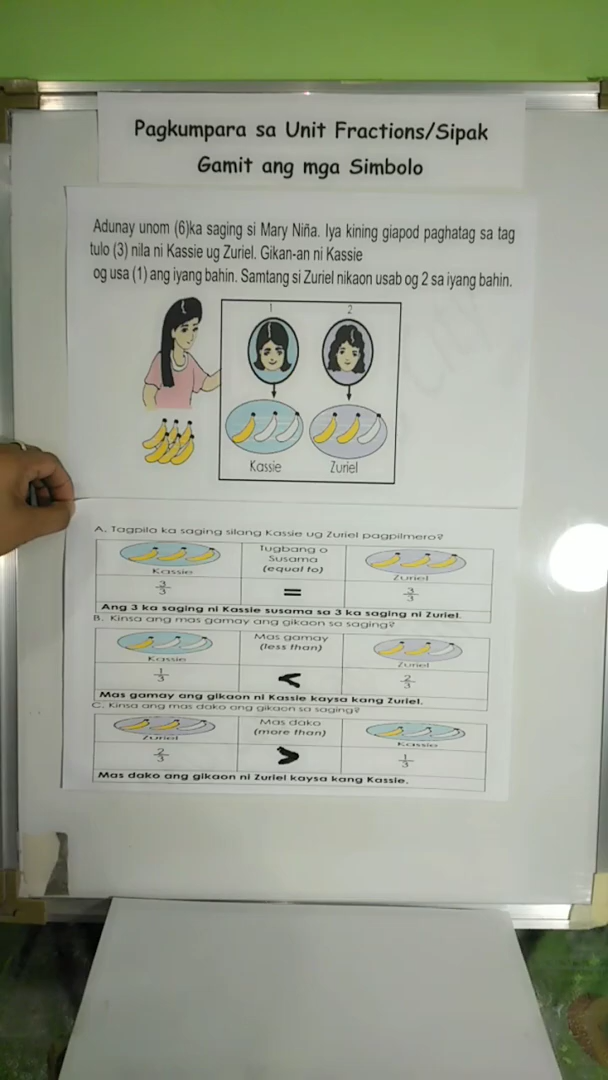 Pagkumpara sa Unit Fractions/Sipak
Gamit ang mga Simbolo
Adunay unom (6)ka saging si Mary Niña. Iya kining giapod paghatag sa tag
tulo (3) nila ni Kassie ug Zuriel. Gikan-an ni Kassie
og usa (1) ang iyang bahin. Samtang si Zuriel nikaon usab og 2 sa iyang bahin.
1 2
Kassie Zuriel
A. Tagpila ka saging silang Kassie ug Zuriel pagpilmero?
Tugbang o
Susama
(equal to)
Kassie Zuriel
3/3 = 3/3
Ang 3 ka saging ni Kassie susama sa 3 ka saging ni Zuriel.
B. Kinsa ang mas gamay ang gikaon sa saging?
Mas gamay
(less than)
Kassie Zuriel
1/3 < 2/3
Mas gamay ang gikaon ni Kassie kaysa kang Zuriel.
C. Kinsa ang mas dako ang gikaon sa saging?
Mas dako
(more than)
Zuriel Kassie
2/3 > 1/3
Mas dako ang gikaon ni Zuriel kaysa kang Kassie.